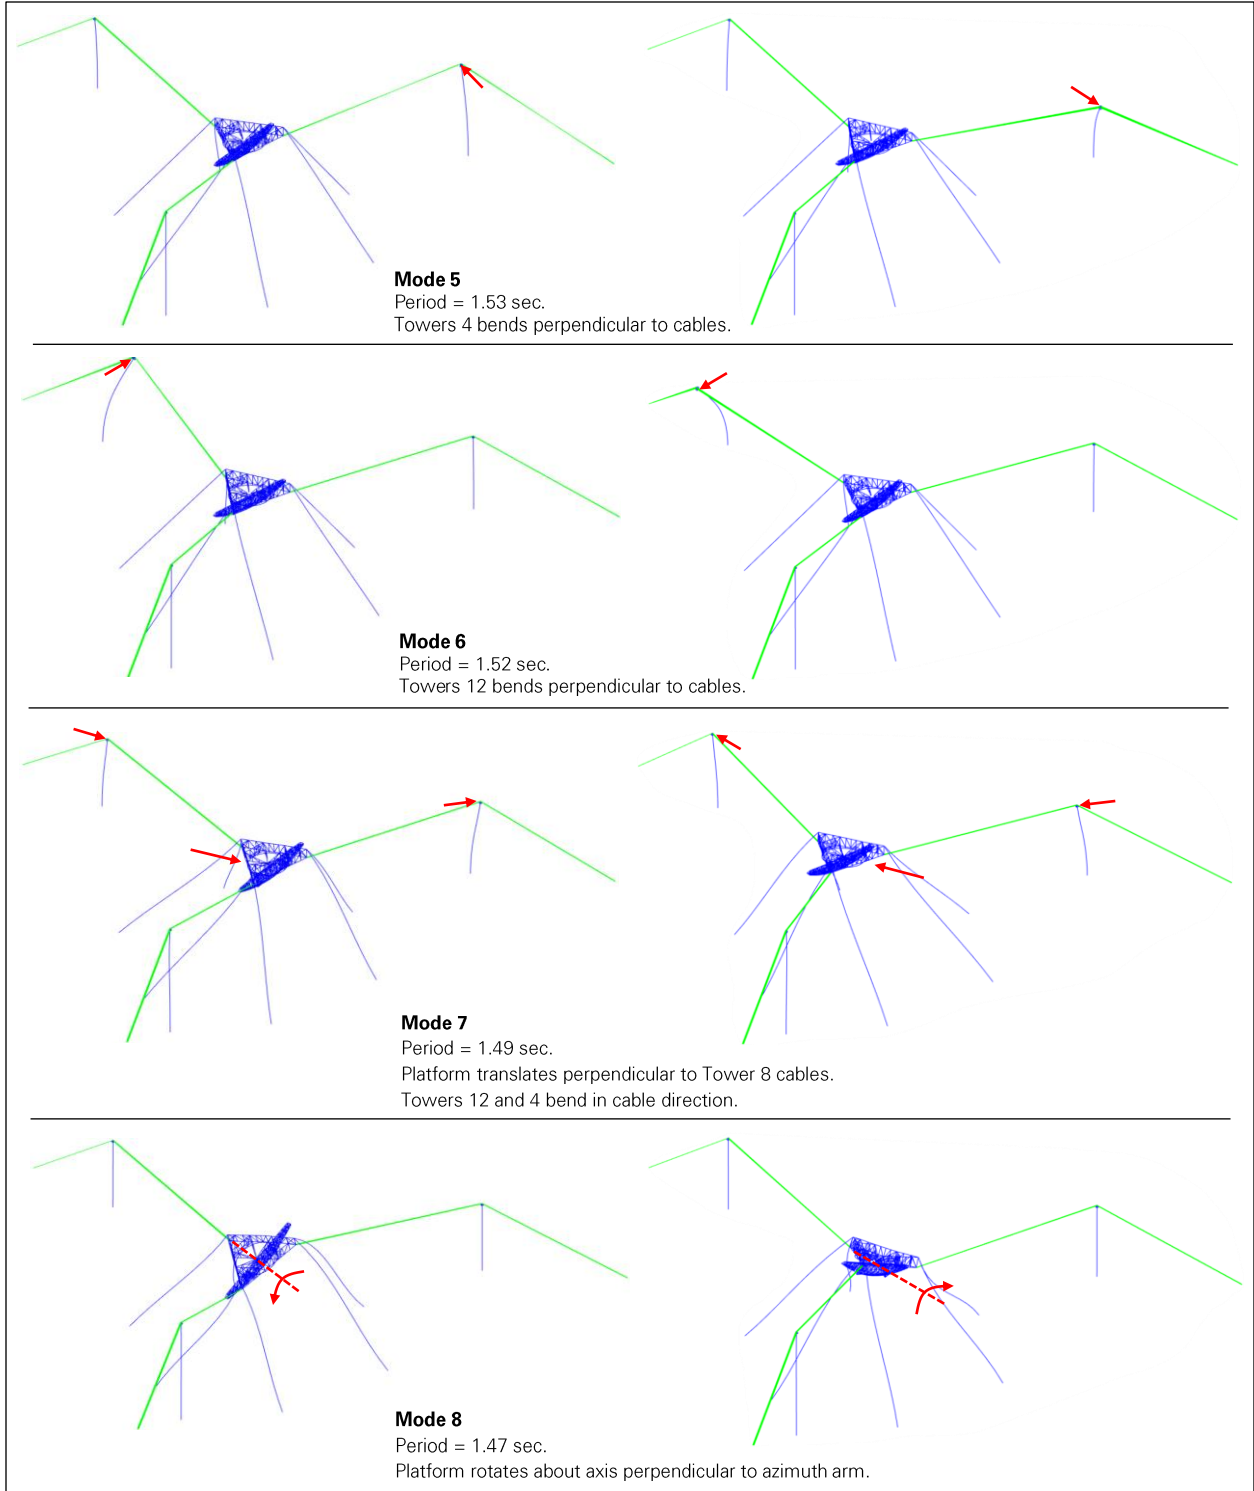 Mode 5
Period = 1.53 sec.
Towers 4 bends perpendicular to cables.
Mode 6
Period = 1.52 sec.
Towers 12 bends perpendicular to cables.
Mode 7
Period = 1.49 sec.
Platform translates perpendicular to Tower 8 cables.
Towers 12 and 4 bend in cable direction.
Mode 8
Period = 1.47 sec.
Platform rotates about axis perpendicular to azimuth arm.